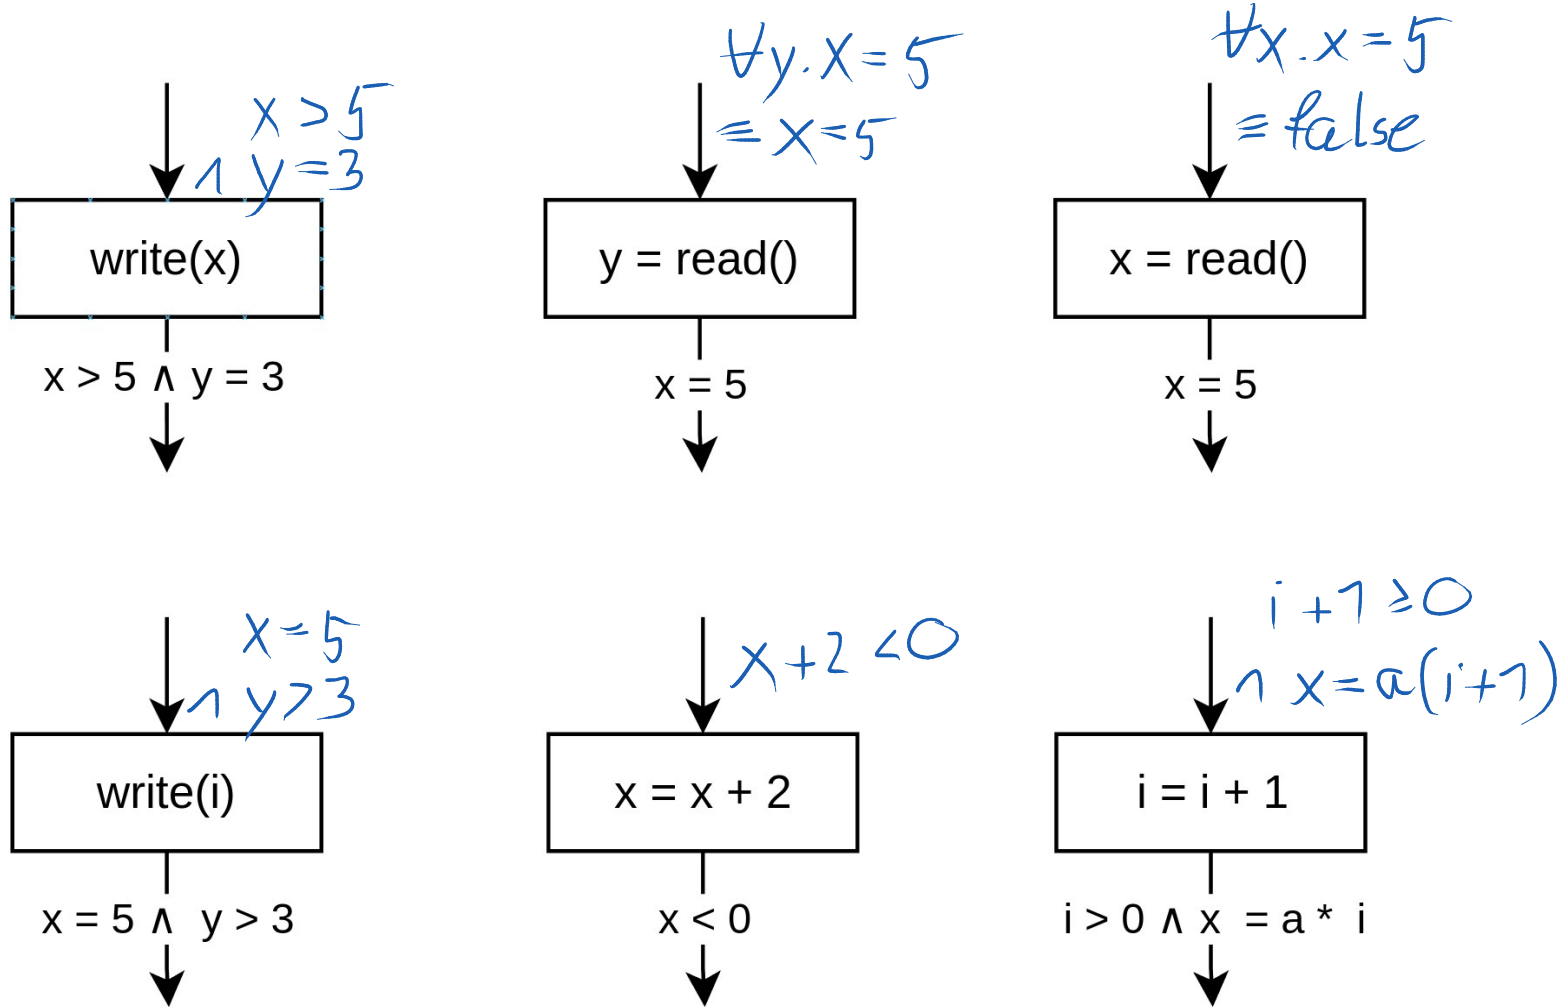 x > 5
∧ y = 3
write(x)
x > 5 ∧ y = 3
∀y. x = 5
≡ x = 5
y = read()
x = 5
∀x. x = 5
≡ false
x = read()
x = 5
x = 5
∧ y > 3
write(i)
x = 5 ∧ y > 3
x + 2 < 0
x = x + 2
x < 0
i + 1 ≥ 0
∧ x = a(i+1)
i = i + 1
i > 0 ∧ x = a * i